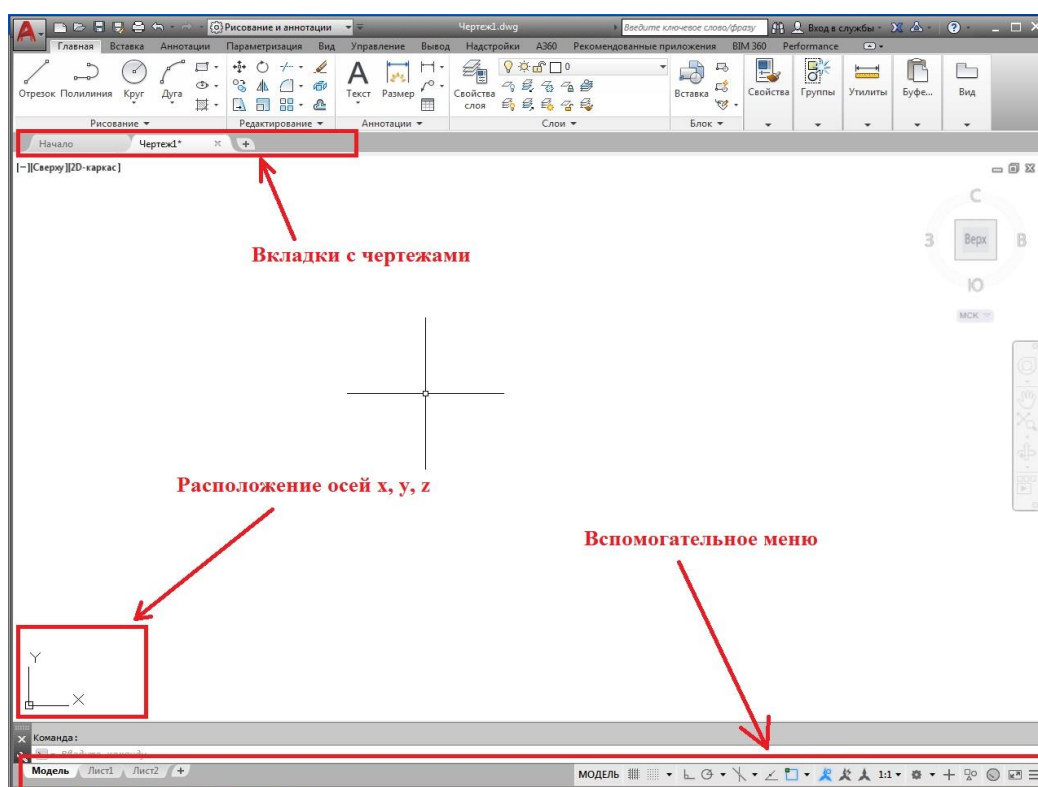 Рисование и аннотации
Чертеж1.dwg
Введите ключевое слово/фразу
Вход в службы
Главная Вставка Аннотации Параметризация Вид Управление Вывод Надстройки A360 Рекомендованные приложения BIM 360 Performance
0
Отрезок Полилиния Круг Дуга
Текст Размер
Свойства слоя
Вставка
Свойства Группы Утилиты Буфе... Вид
Рисование Редактирование Аннотации Слои Блок
Начало Чертеж1* +
[−][Сверху][2D-каркас]
С
З Верх В
Ю
МСК
Вкладки с чертежами
Расположение осей x, y, z
Вспомогательное меню
Y
X
Команда:
Введите команду
Модель Лист1 Лист2 +
МОДЕЛЬ 1:1